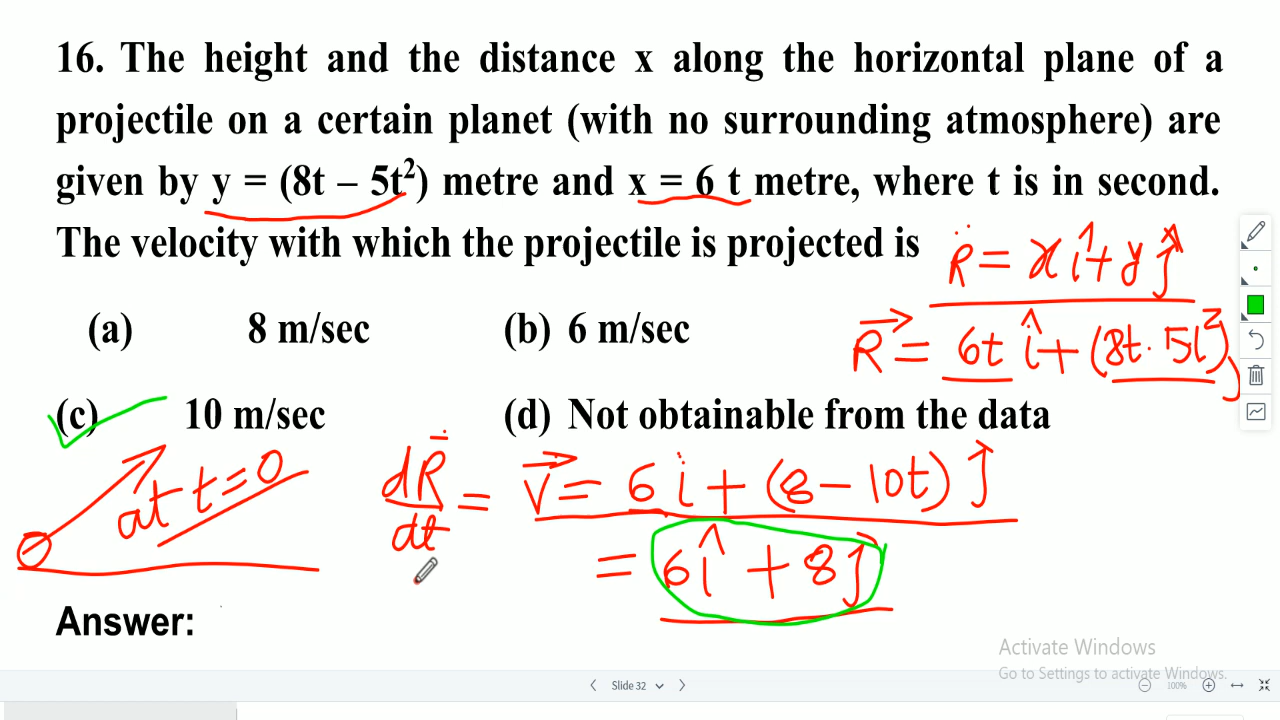 16. The height and the distance x along the horizontal plane of a
projectile on a certain planet (with no surrounding atmosphere) are
given by y = (8t – 5t²) metre and x = 6 t metre, where t is in second.
The velocity with which the projectile is projected is
R = xî + yĵ
(a) 8 m/sec (b) 6 m/sec
R⃗ = 6t î + (8t - 5t²)j
(c) 10 m/sec (d) Not obtainable from the data
at t=0
dR/dt = V⃗ = 6i + (8 – 10t)j
= 6î + 8j
Answer:
Activate Windows
Go to Settings to activate Windows.
Slide 32
100%